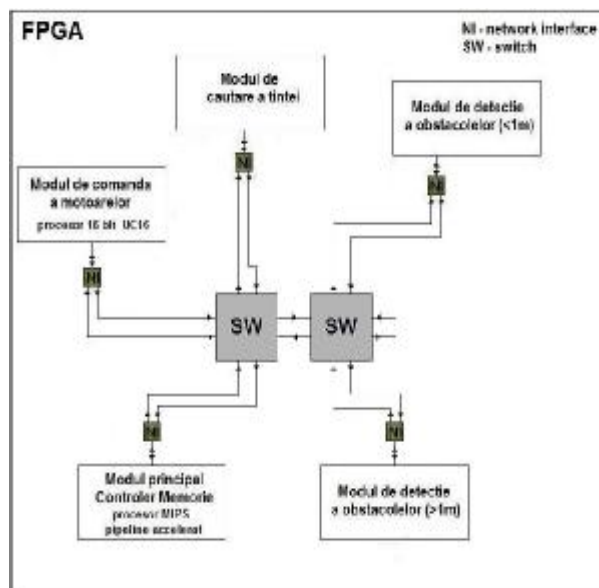 FPGA
NI - network interface
SW - switch
Modul de
cautare a tintei
Modul de detectie
a obstacolelor (<1m)
NI
NI
Modul de comanda
a motoarelor
procesor 16 bit UC16
NI
SW
SW
NI
NI
Modul principal
Controler Memorie
procesor MIPS
pipeline accelerat
Modul de detectie
a obstacolelor (>1m)